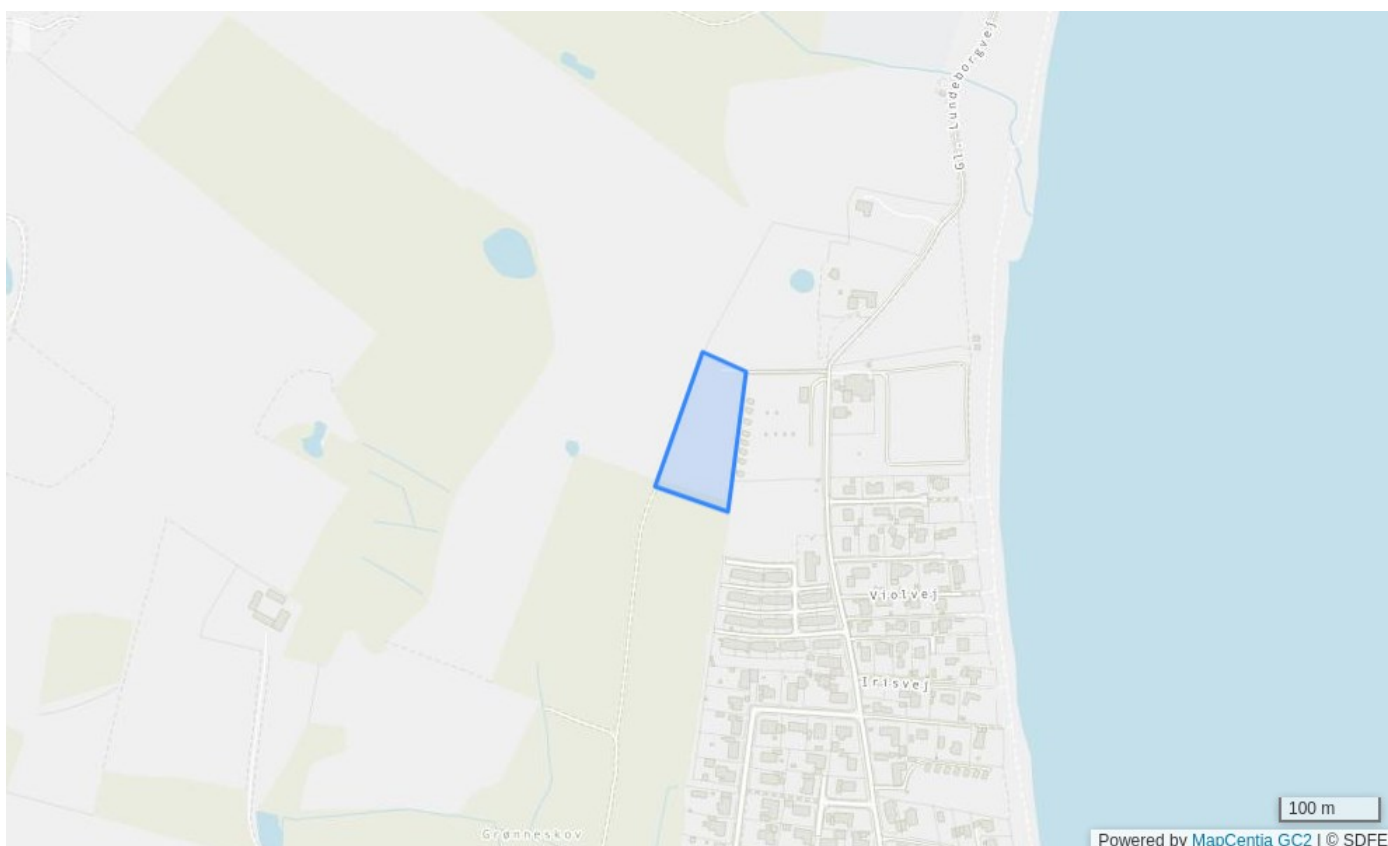 Gl. Lundeborgvej
Violvej
Irisvej
Grønneskov
100 m
Powered by MapCentia GC2 | © SDFE